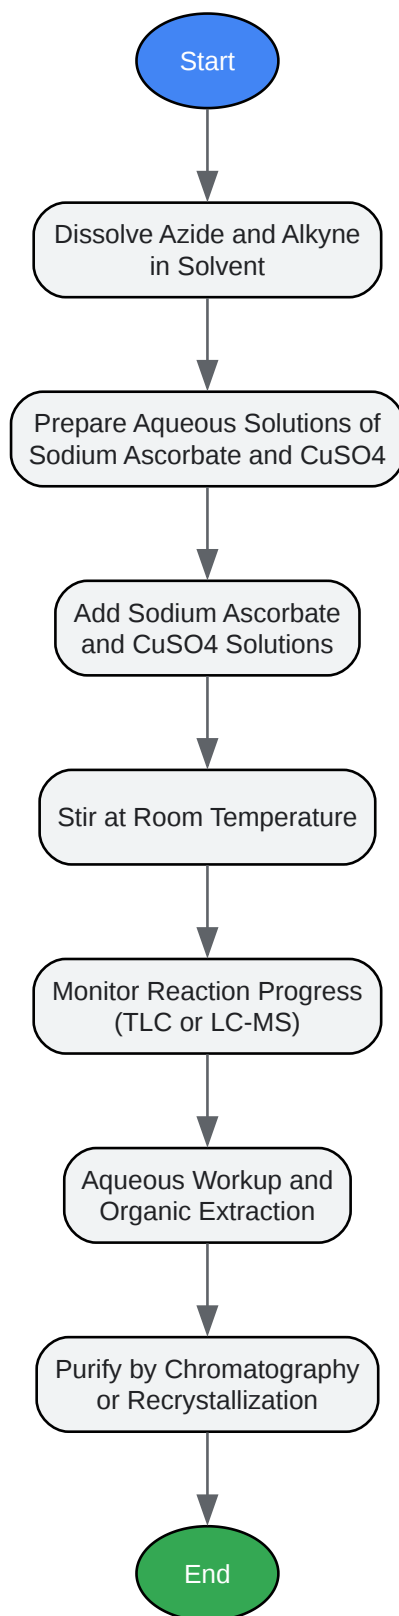 Start
Dissolve Azide and Alkyne
in Solvent
Prepare Aqueous Solutions of
Sodium Ascorbate and CuSO4
Add Sodium Ascorbate
and CuSO4 Solutions
Stir at Room Temperature
Monitor Reaction Progress
(TLC or LC-MS)
Aqueous Workup and
Organic Extraction
Purify by Chromatography
or Recrystallization
End